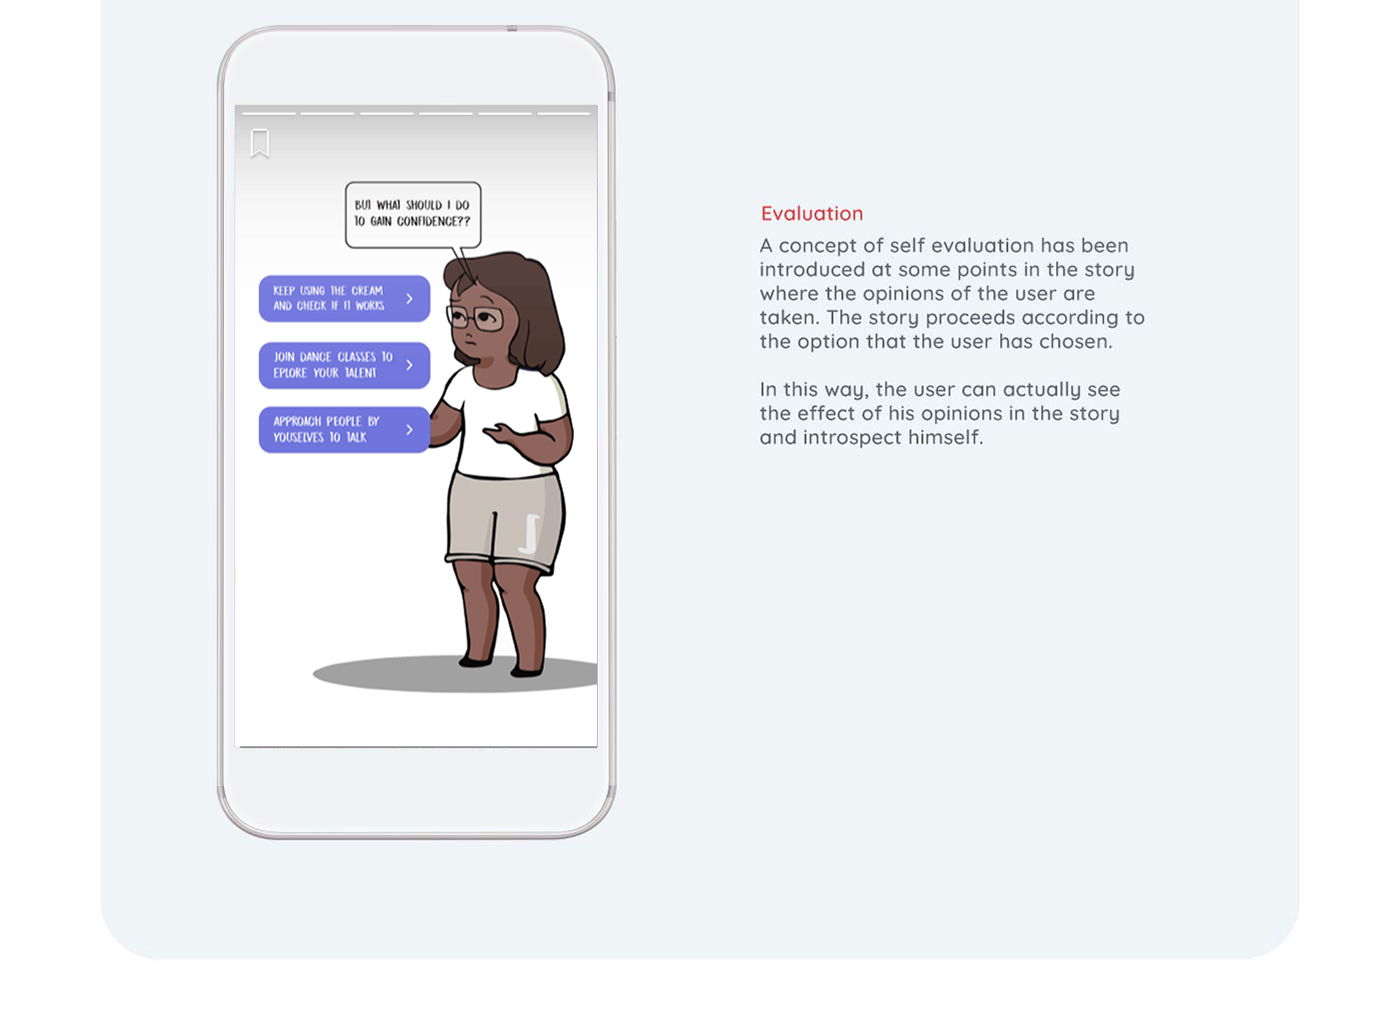 BUT WHAT SHOULD I DO
TO GAIN CONFIDENCE??
KEEP USING THE CREAM
AND CHECK IF IT WORKS
JOIN DANCE CLASSES TO
EPLORE YOUR TALENT
APPROACH PEOPLE BY
YOUSELVES TO TALK
Evaluation
A concept of self evaluation has been
introduced at some points in the story
where the opinions of the user are
taken. The story proceeds according to
the option that the user has chosen.
In this way, the user can actually see
the effect of his opinions in the story
and introspect himself.